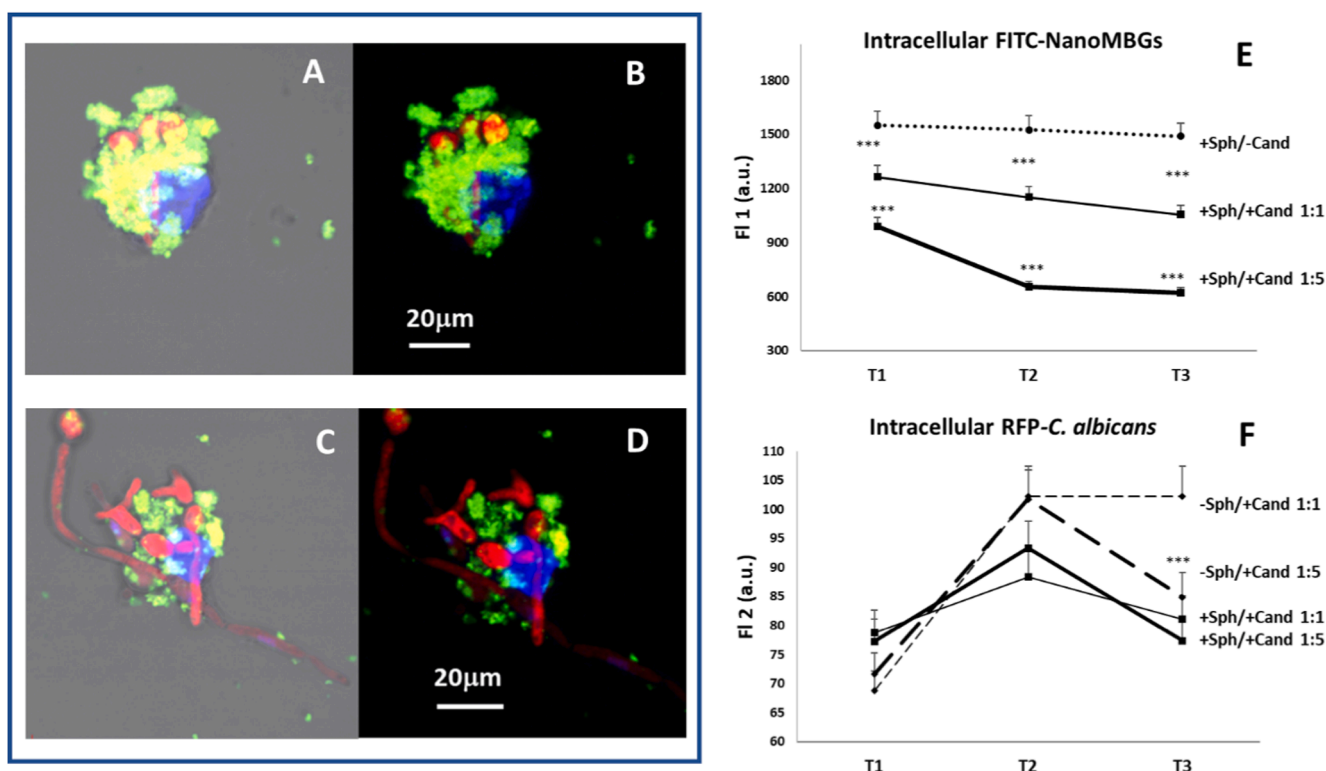 A
B
20µm
C
D
20µm
Intracellular FITC-NanoMBGs
E
Fl 1 (a.u.)
1800
1500
1200
900
600
300
***
***
***
***
***
***
+Sph/-Cand
+Sph/+Cand 1:1
+Sph/+Cand 1:5
T1
T2
T3
Intracellular RFP-C. albicans
F
Fl 2 (a.u.)
110
105
100
95
90
85
80
75
70
65
60
***
-Sph/+Cand 1:1
-Sph/+Cand 1:5
+Sph/+Cand 1:1
+Sph/+Cand 1:5
T1
T2
T3